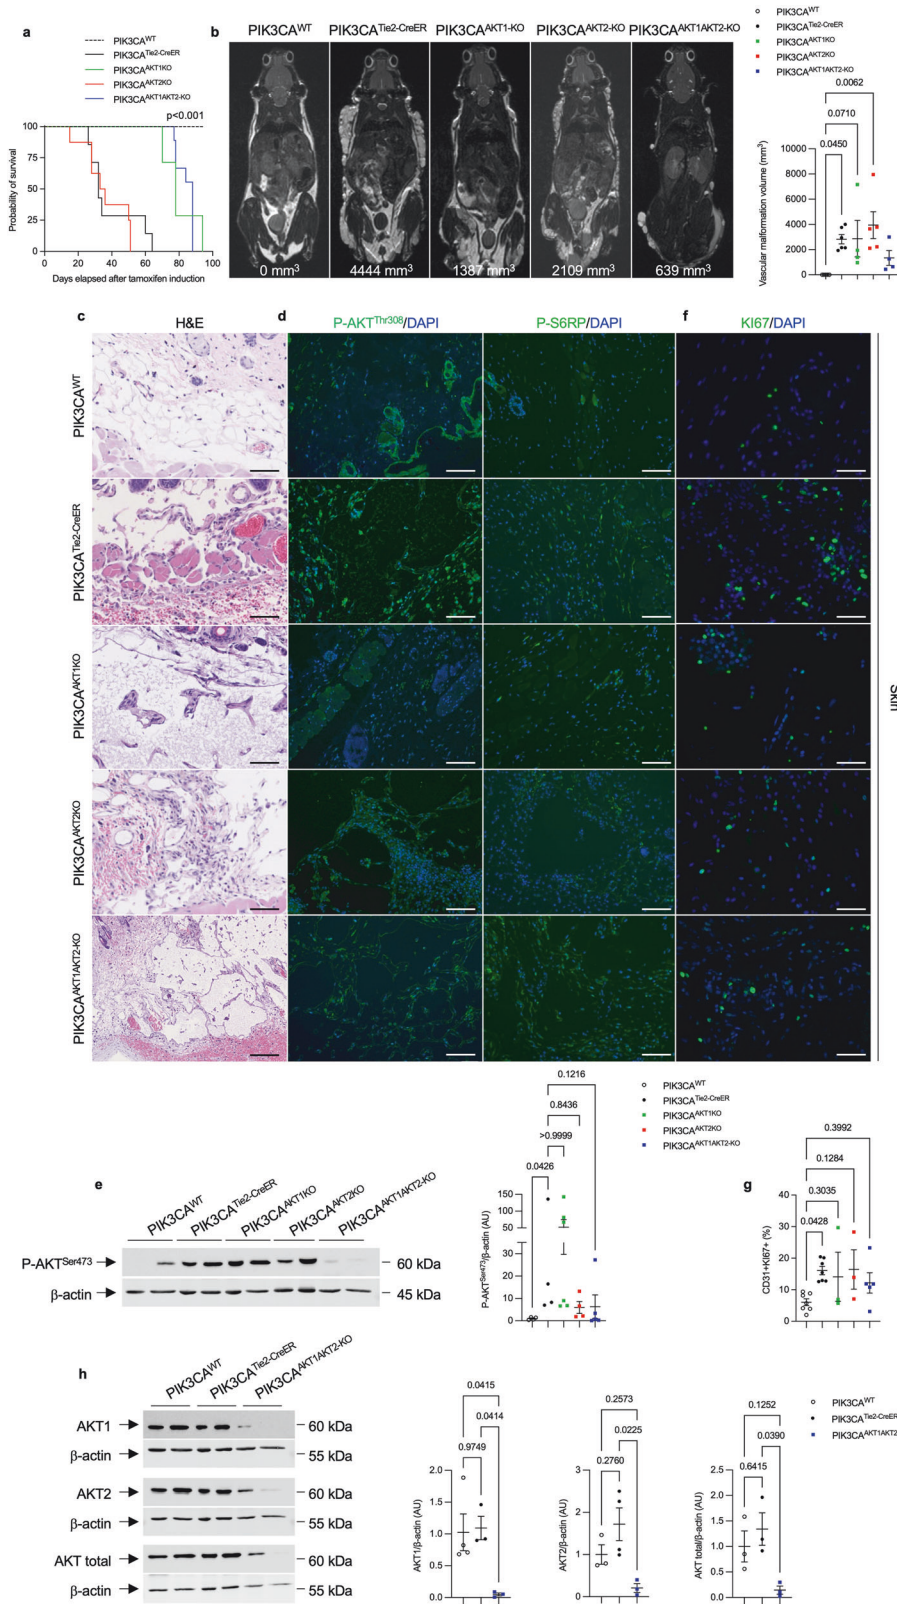 a
PIK3CA^WT
PIK3CA^Tie2-CreER
PIK3CA^AKT1KO
PIK3CA^AKT2KO
PIK3CA^AKT1AKT2-KO
p<0.001
100
75
50
25
0
Probability of survival
0 20 40 60 80 100
Days elapsed after tamoxifen induction
b
PIK3CA^WT PIK3CA^Tie2-CreER PIK3CA^AKT1-KO PIK3CA^AKT2-KO PIK3CA^AKT1AKT2-KO
0 mm³ 4444 mm³ 1387 mm³ 2109 mm³ 639 mm³
PIK3CA^WT
PIK3CA^Tie2-CreER
PIK3CA^AKT1KO
PIK3CA^AKT2KO
PIK3CA^AKT1AKT2-KO
0.0062
0.0710
0.0450
10000
8000
6000
4000
2000
0
Vascular malformation volume (mm³)
c H&E
d P-AKT^Thr308/DAPI
P-S6RP/DAPI
f KI67/DAPI
PIK3CA^WT
PIK3CA^Tie2-CreER
PIK3CA^AKT1KO
PIK3CA^AKT2KO
PIK3CA^AKT1AKT2-KO
Skin
e
PIK3CA^WT PIK3CA^Tie2-CreER PIK3CA^AKT1KO PIK3CA^AKT2KO PIK3CA^AKT1AKT2-KO
P-AKT^Ser473 60 kDa
β-actin 45 kDa
0.1216
0.8436
>0.9999
0.0426
150
100
50
30
20
10
0
P-AKT^Ser473/β-actin (AU)
PIK3CA^WT
PIK3CA^Tie2-CreER
PIK3CA^AKT1KO
PIK3CA^AKT2KO
PIK3CA^AKT1AKT2-KO
g
0.3992
0.1284
0.3035
0.0428
40
30
20
10
0
CD31+KI67+ (%)
h
PIK3CA^WT PIK3CA^Tie2-CreER PIK3CA^AKT1AKT2-KO
AKT1 60 kDa
β-actin 55 kDa
AKT2 60 kDa
β-actin 55 kDa
AKT total 60 kDa
β-actin 55 kDa
0.0415
0.0414
0.9749
2.0
1.5
1.0
0.5
0.0
AKT1/β-actin (AU)
0.2573
0.0225
0.2760
3
2
1
0
AKT2/β-actin (AU)
0.1252
0.0390
0.6415
2.5
2.0
1.5
1.0
0.5
0.0
AKT total/β-actin (AU)
PIK3CA^WT
PIK3CA^Tie2-CreER
PIK3CA^AKT1AKT2